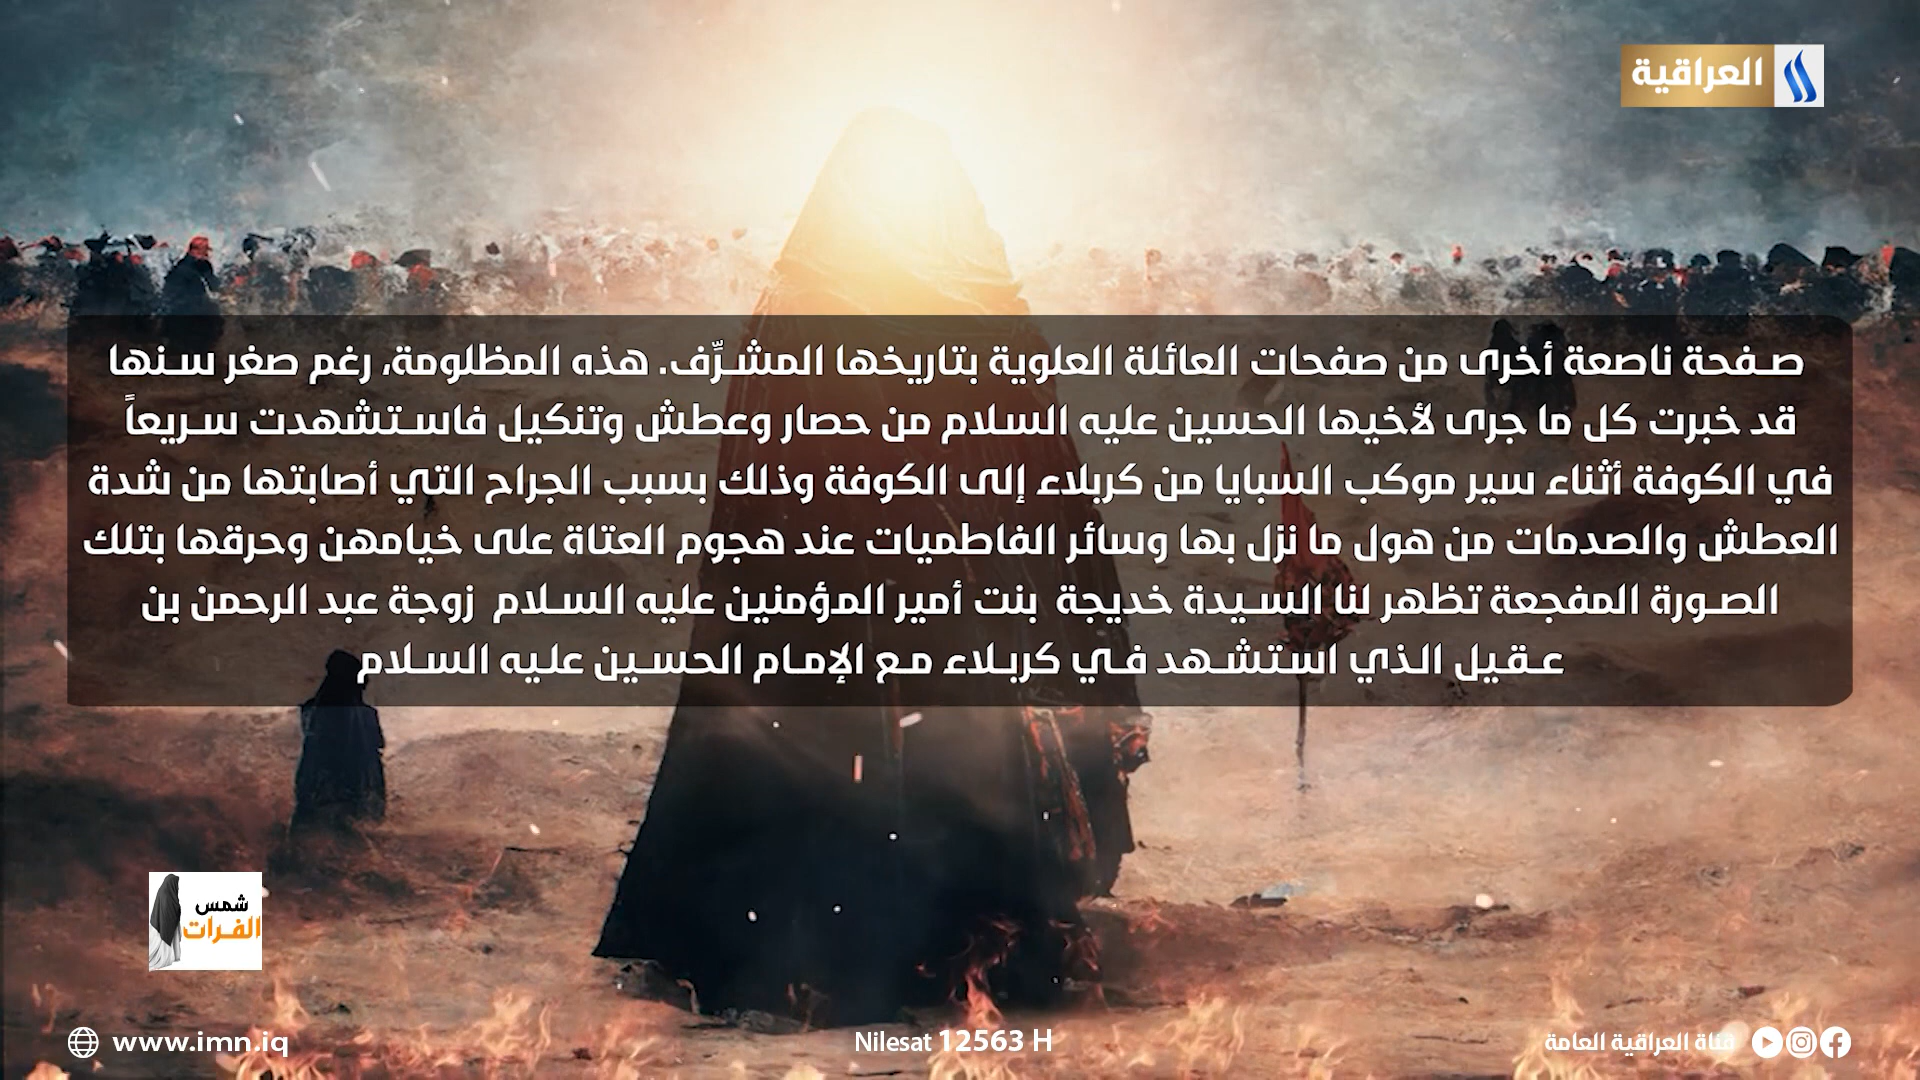 العراقية
صفحة ناصعة أخرى من صفحات العائلة العلوية بتاريخها المشرِّف. هذه المظلومة، رغم صغر سنها
قد خبرت كل ما جرى لأخيها الحسين عليه السلام من حصار وعطش وتنكيل فاستشهدت سريعاً
في الكوفة أثناء سير موكب السبايا من كربلاء إلى الكوفة وذلك بسبب الجراح التي أصابتها من شدة
العطش والصدمات من هول ما نزل بها وسائر الفاطميات عند هجوم العتاة على خيامهن وحرقها بتلك
الصورة المفجعة تظهر لنا السيدة خديجة بنت أمير المؤمنين عليه السلام زوجة عبد الرحمن بن
عقيل الذي استشهد في كربلاء مع الإمام الحسين عليه السلام
شمس
الفرات
www.imn.iq
Nilesat 12563 H
قناة العراقية العامة